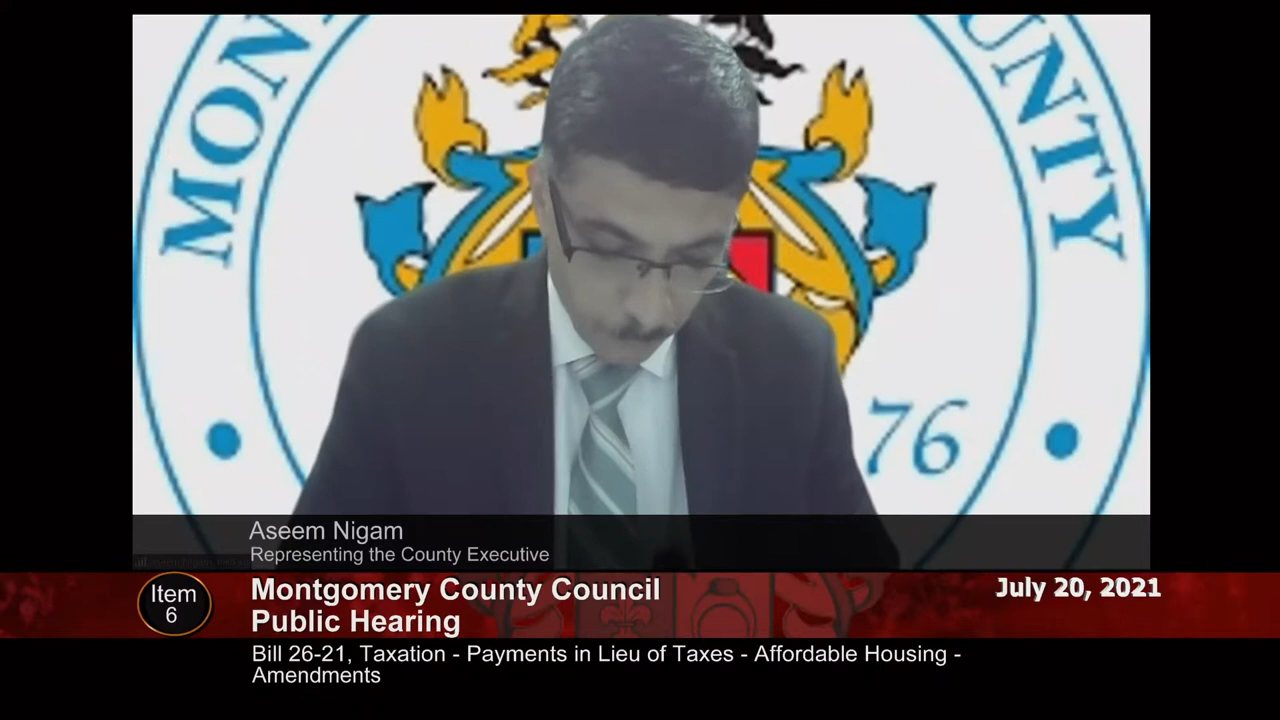 MON
UNTY
76
Aseem Nigam
Representing the County Executive
Item
6
Montgomery County Council
Public Hearing
July 20, 2021
Bill 26-21, Taxation - Payments in Lieu of Taxes - Affordable Housing -
Amendments